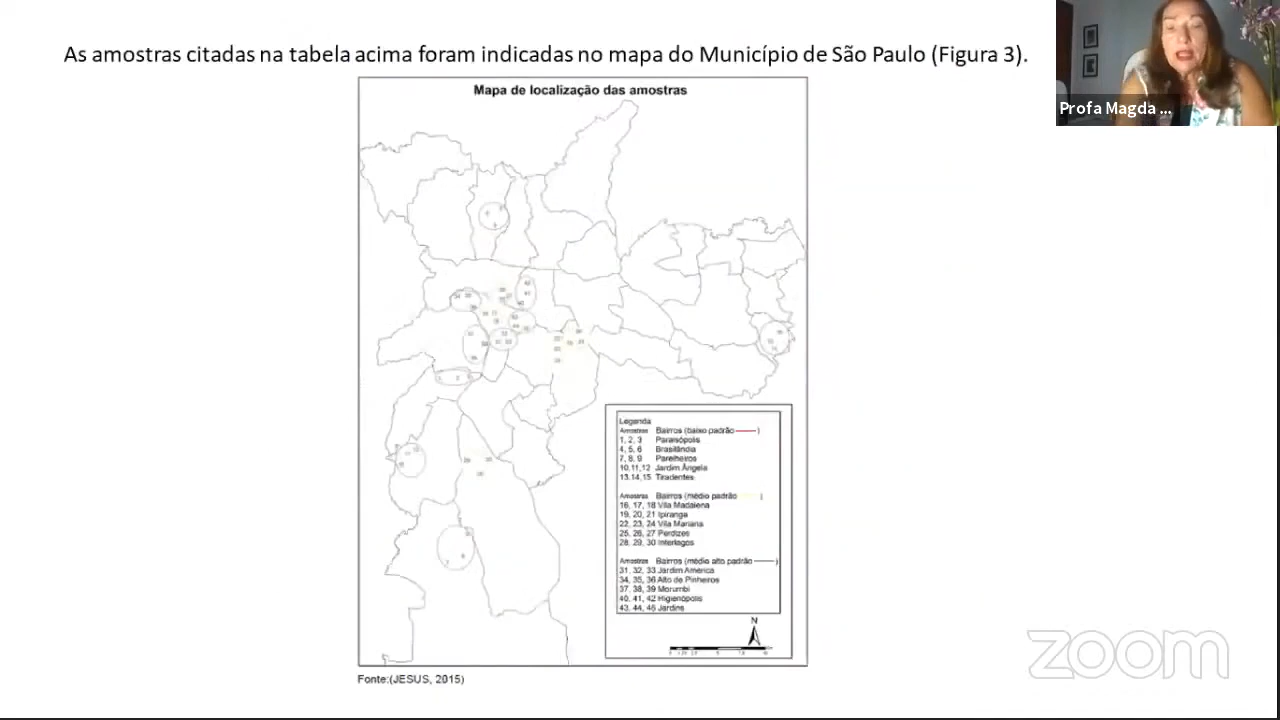 As amostras citadas na tabela acima foram indicadas no mapa do Município de São Paulo (Figura 3).
Profa Magda ...
Mapa de localização das amostras
Legenda
Amostras Bairros (baixo padrão )
1, 2, 3 Paraisópolis
4, 5, 6 Brasilândia
7, 8, 9 Parelheiros
10,11,12 Jardim Ângela
13,14,15 Tiradentes
Amostras Bairros (médio padrão )
16, 17, 18 Vila Madalena
19, 20, 21 Ipiranga
22, 23, 24 Vila Mariana
25, 26, 27 Perdizes
28, 29, 30 Interlagos
Amostras Bairros (médio alto padrão )
31, 32, 33 Jardim America
34, 35, 36 Alto de Pinheiros
37, 38, 39 Morumbi
40, 41, 42 Higienópolis
43, 44, 45 Jardins
N
zoom
Fonte:(JESUS, 2015)